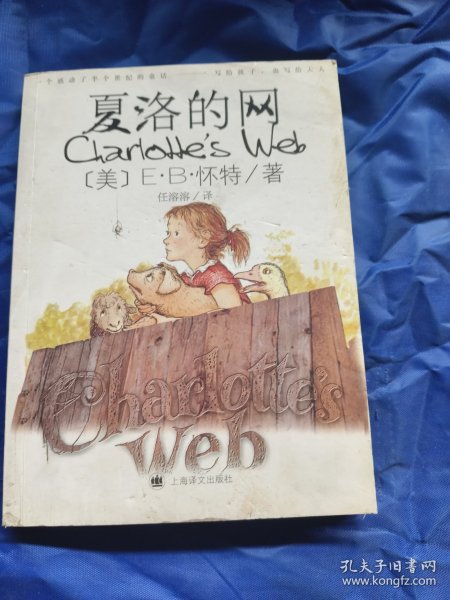 一个感动了半个世纪的童话——写给孩子,也写给大人
夏洛的网
Charlotte's Web
〔美〕E·B·怀特/著
任溶溶/译
Charlotte's
Web
上海译文出版社
孔夫子旧书网
www.kongfz.com